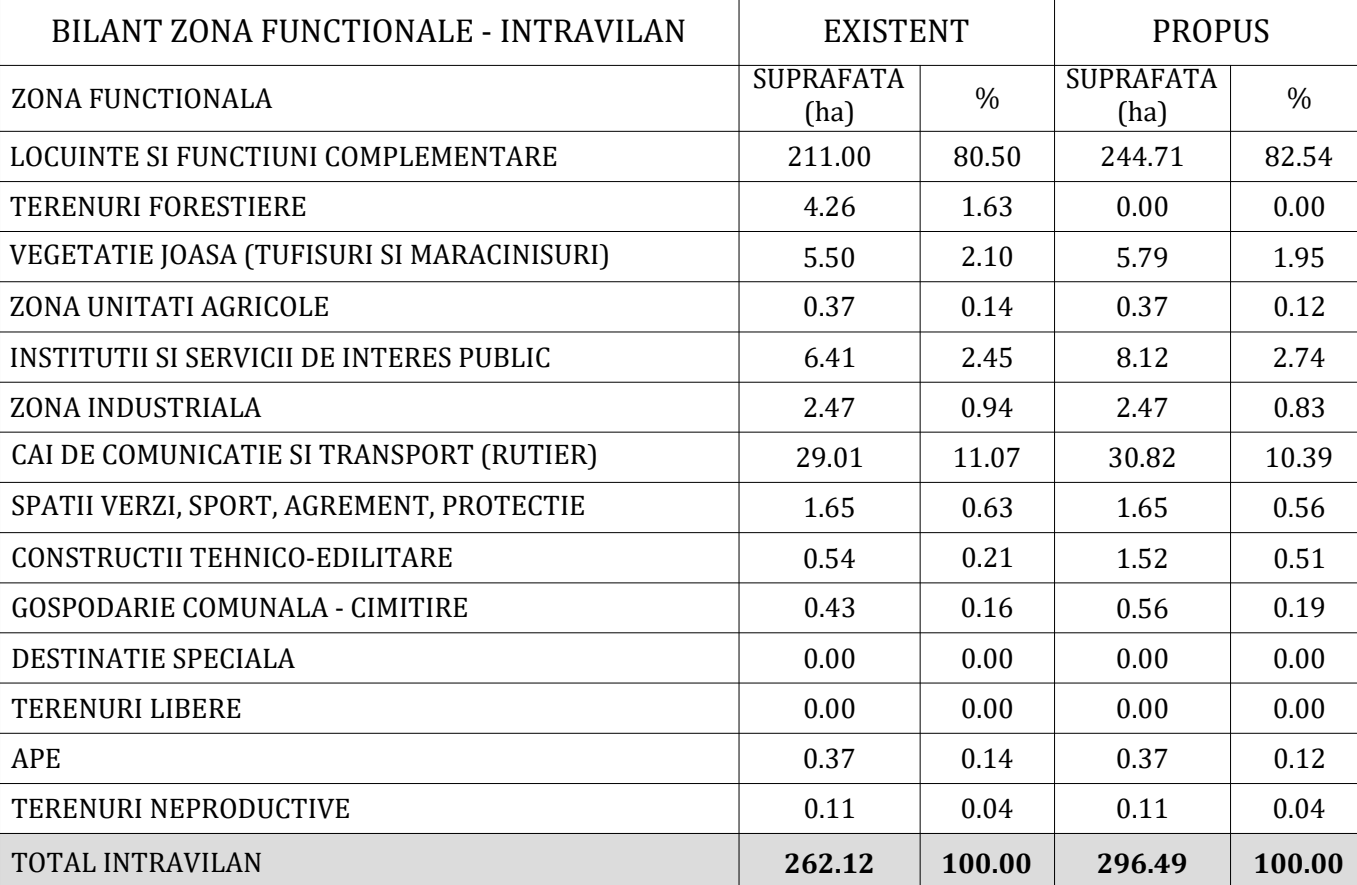 BILANT ZONA FUNCTIONALE - INTRAVILAN EXISTENT PROPUS
ZONA FUNCTIONALA SUPRAFATA (ha) % SUPRAFATA (ha) %
LOCUINTE SI FUNCTIUNI COMPLEMENTARE 211.00 80.50 244.71 82.54
TERENURI FORESTIERE 4.26 1.63 0.00 0.00
VEGETATIE JOASA (TUFISURI SI MARACINISURI) 5.50 2.10 5.79 1.95
ZONA UNITATI AGRICOLE 0.37 0.14 0.37 0.12
INSTITUTII SI SERVICII DE INTERES PUBLIC 6.41 2.45 8.12 2.74
ZONA INDUSTRIALA 2.47 0.94 2.47 0.83
CAI DE COMUNICATIE SI TRANSPORT (RUTIER) 29.01 11.07 30.82 10.39
SPATII VERZI, SPORT, AGREMENT, PROTECTIE 1.65 0.63 1.65 0.56
CONSTRUCTII TEHNICO-EDILITARE 0.54 0.21 1.52 0.51
GOSPODARIE COMUNALA - CIMITIRE 0.43 0.16 0.56 0.19
DESTINATIE SPECIALA 0.00 0.00 0.00 0.00
TERENURI LIBERE 0.00 0.00 0.00 0.00
APE 0.37 0.14 0.37 0.12
TERENURI NEPRODUCTIVE 0.11 0.04 0.11 0.04
TOTAL INTRAVILAN 262.12 100.00 296.49 100.00